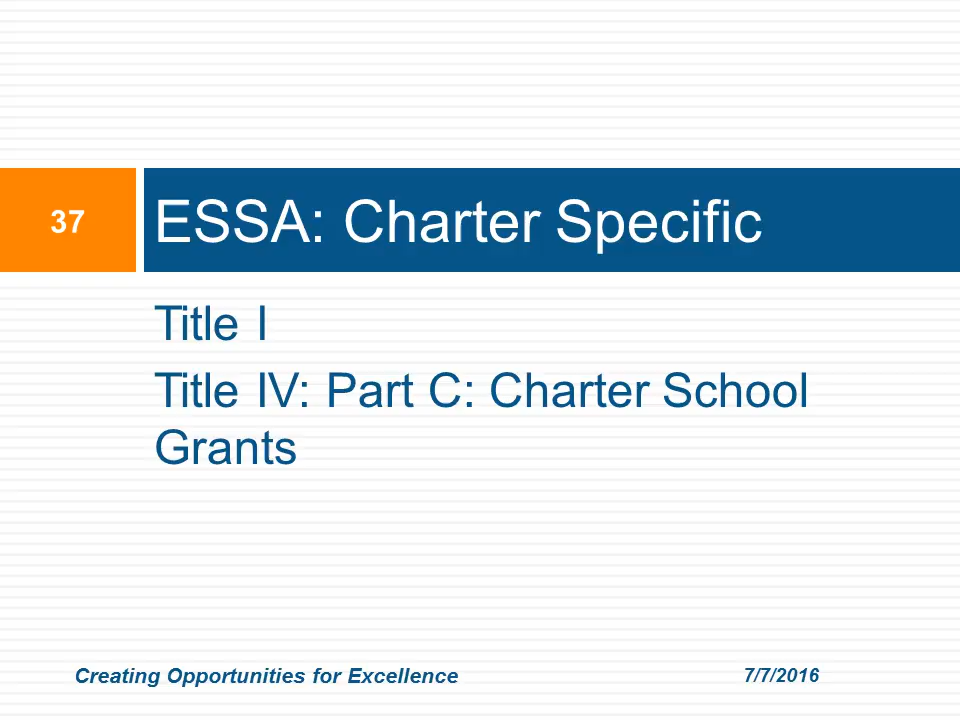 37
ESSA: Charter Specific
Title I
Title IV: Part C: Charter School
Grants
Creating Opportunities for Excellence
7/7/2016